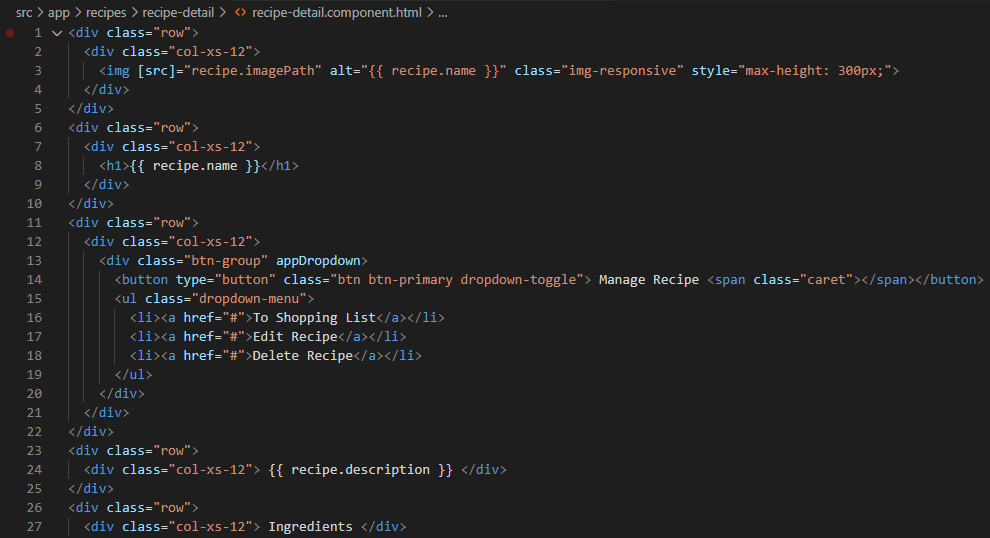 src > app > recipes > recipe-detail > <> recipe-detail.component.html > ...
1 <div class="row">
2 <div class="col-xs-12">
3 <img [src]="recipe.imagePath" alt="{{ recipe.name }}" class="img-responsive" style="max-height: 300px;">
4 </div>
5 </div>
6 <div class="row">
7 <div class="col-xs-12">
8 <h1>{{ recipe.name }}</h1>
9 </div>
10 </div>
11 <div class="row">
12 <div class="col-xs-12">
13 <div class="btn-group" appDropdown>
14 <button type="button" class="btn btn-primary dropdown-toggle"> Manage Recipe <span class="caret"></span></button>
15 <ul class="dropdown-menu">
16 <li><a href="#">To Shopping List</a></li>
17 <li><a href="#">Edit Recipe</a></li>
18 <li><a href="#">Delete Recipe</a></li>
19 </ul>
20 </div>
21 </div>
22 </div>
23 <div class="row">
24 <div class="col-xs-12"> {{ recipe.description }} </div>
25 </div>
26 <div class="row">
27 <div class="col-xs-12"> Ingredients </div>